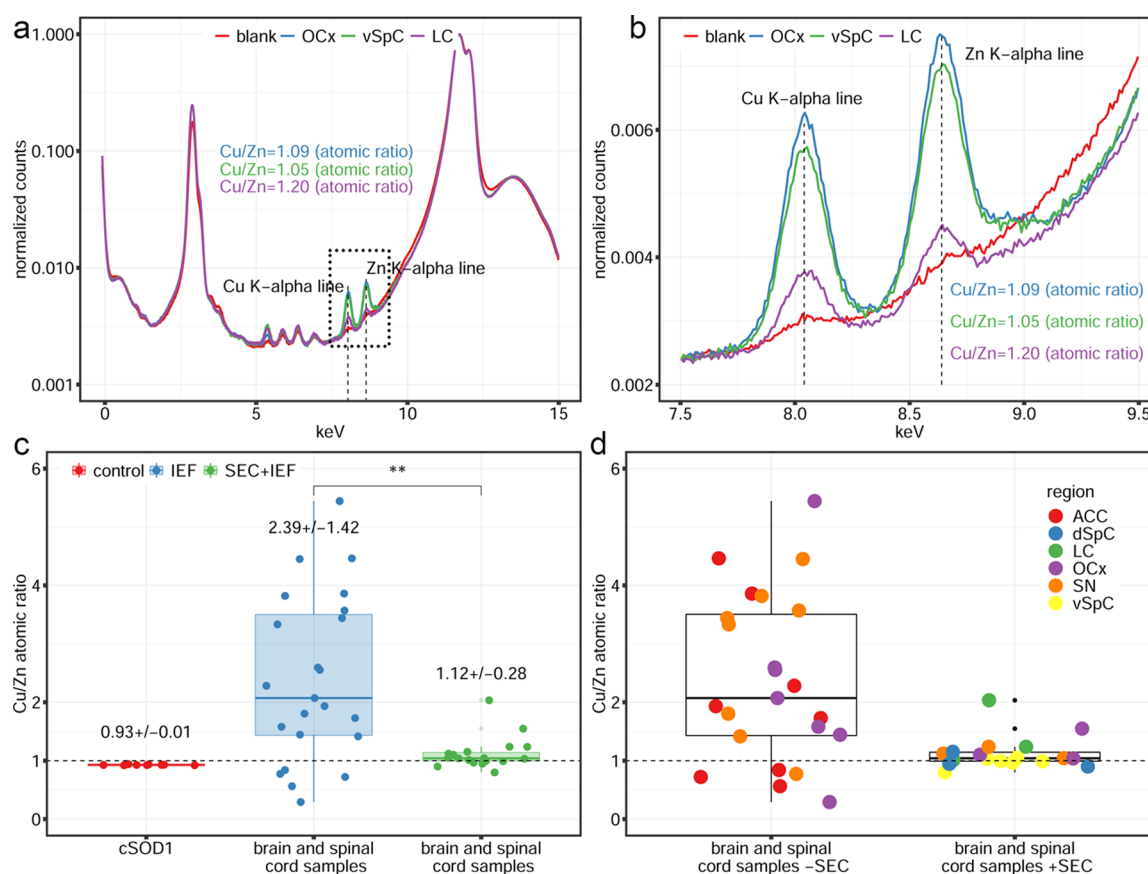 a
blank OCx vSpC LC
Cu/Zn=1.09 (atomic ratio)
Cu/Zn=1.05 (atomic ratio)
Cu/Zn=1.20 (atomic ratio)
Cu K−alpha line
Zn K−alpha line
normalized counts
1.000
0.100
0.010
0.001
0 5 10 15
keV
b
blank OCx vSpC LC
Zn K−alpha line
Cu K−alpha line
Cu/Zn=1.09 (atomic ratio)
Cu/Zn=1.05 (atomic ratio)
Cu/Zn=1.20 (atomic ratio)
normalized counts
0.006
0.004
0.002
7.5 8.0 8.5 9.0 9.5
keV
c
control IEF SEC+IEF
**
2.39+/−1.42
1.12+/−0.28
0.93+/−0.01
Cu/Zn atomic ratio
6
4
2
1
0
cSOD1
brain and spinal
cord samples
brain and spinal
cord samples
d
region
ACC
dSpC
LC
OCx
SN
vSpC
Cu/Zn atomic ratio
6
4
2
1
0
brain and spinal
cord samples −SEC
brain and spinal
cord samples +SEC